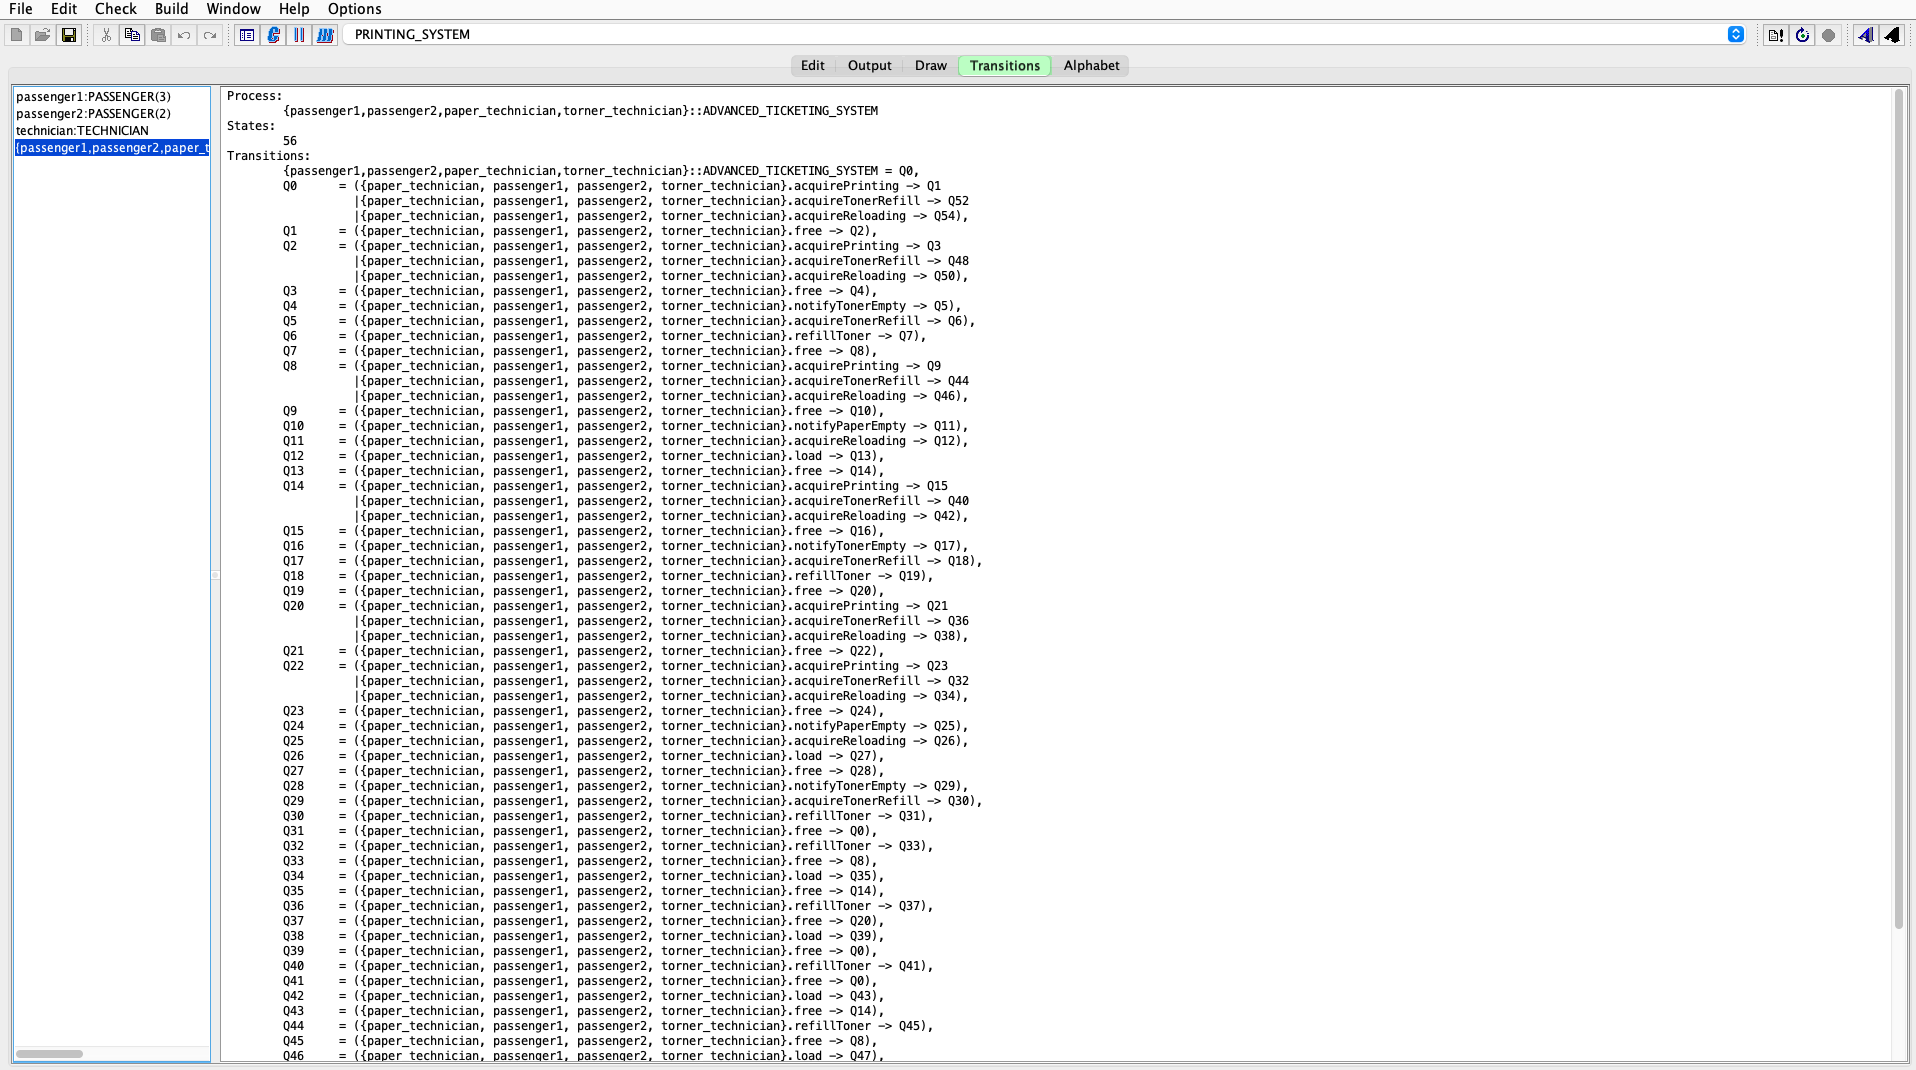 File Edit Check Build Window Help Options
PRINTING_SYSTEM
Edit Output Draw Transitions Alphabet
passenger1:PASSENGER(3)
passenger2:PASSENGER(2)
technician:TECHNICIAN
{passenger1,passenger2,paper_t
Process:
{passenger1,passenger2,paper_technician,torner_technician}::ADVANCED_TICKETING_SYSTEM
States:
56
Transitions:
{passenger1,passenger2,paper_technician,torner_technician}::ADVANCED_TICKETING_SYSTEM = Q0,
Q0 = ({paper_technician, passenger1, passenger2, torner_technician}.acquirePrinting -> Q1
|{paper_technician, passenger1, passenger2, torner_technician}.acquireTonerRefill -> Q52
|{paper_technician, passenger1, passenger2, torner_technician}.acquireReloading -> Q54),
Q1 = ({paper_technician, passenger1, passenger2, torner_technician}.free -> Q2),
Q2 = ({paper_technician, passenger1, passenger2, torner_technician}.acquirePrinting -> Q3
|{paper_technician, passenger1, passenger2, torner_technician}.acquireTonerRefill -> Q48
|{paper_technician, passenger1, passenger2, torner_technician}.acquireReloading -> Q50),
Q3 = ({paper_technician, passenger1, passenger2, torner_technician}.free -> Q4),
Q4 = ({paper_technician, passenger1, passenger2, torner_technician}.notifyTonerEmpty -> Q5),
Q5 = ({paper_technician, passenger1, passenger2, torner_technician}.acquireTonerRefill -> Q6),
Q6 = ({paper_technician, passenger1, passenger2, torner_technician}.refillToner -> Q7),
Q7 = ({paper_technician, passenger1, passenger2, torner_technician}.free -> Q8),
Q8 = ({paper_technician, passenger1, passenger2, torner_technician}.acquirePrinting -> Q9
|{paper_technician, passenger1, passenger2, torner_technician}.acquireTonerRefill -> Q44
|{paper_technician, passenger1, passenger2, torner_technician}.acquireReloading -> Q46),
Q9 = ({paper_technician, passenger1, passenger2, torner_technician}.free -> Q10),
Q10 = ({paper_technician, passenger1, passenger2, torner_technician}.notifyPaperEmpty -> Q11),
Q11 = ({paper_technician, passenger1, passenger2, torner_technician}.acquireReloading -> Q12),
Q12 = ({paper_technician, passenger1, passenger2, torner_technician}.load -> Q13),
Q13 = ({paper_technician, passenger1, passenger2, torner_technician}.free -> Q14),
Q14 = ({paper_technician, passenger1, passenger2, torner_technician}.acquirePrinting -> Q15
|{paper_technician, passenger1, passenger2, torner_technician}.acquireTonerRefill -> Q40
|{paper_technician, passenger1, passenger2, torner_technician}.acquireReloading -> Q42),
Q15 = ({paper_technician, passenger1, passenger2, torner_technician}.free -> Q16),
Q16 = ({paper_technician, passenger1, passenger2, torner_technician}.notifyTonerEmpty -> Q17),
Q17 = ({paper_technician, passenger1, passenger2, torner_technician}.acquireTonerRefill -> Q18),
Q18 = ({paper_technician, passenger1, passenger2, torner_technician}.refillToner -> Q19),
Q19 = ({paper_technician, passenger1, passenger2, torner_technician}.free -> Q20),
Q20 = ({paper_technician, passenger1, passenger2, torner_technician}.acquirePrinting -> Q21
|{paper_technician, passenger1, passenger2, torner_technician}.acquireTonerRefill -> Q36
|{paper_technician, passenger1, passenger2, torner_technician}.acquireReloading -> Q38),
Q21 = ({paper_technician, passenger1, passenger2, torner_technician}.free -> Q22),
Q22 = ({paper_technician, passenger1, passenger2, torner_technician}.acquirePrinting -> Q23
|{paper_technician, passenger1, passenger2, torner_technician}.acquireTonerRefill -> Q32
|{paper_technician, passenger1, passenger2, torner_technician}.acquireReloading -> Q34),
Q23 = ({paper_technician, passenger1, passenger2, torner_technician}.free -> Q24),
Q24 = ({paper_technician, passenger1, passenger2, torner_technician}.notifyPaperEmpty -> Q25),
Q25 = ({paper_technician, passenger1, passenger2, torner_technician}.acquireReloading -> Q26),
Q26 = ({paper_technician, passenger1, passenger2, torner_technician}.load -> Q27),
Q27 = ({paper_technician, passenger1, passenger2, torner_technician}.free -> Q28),
Q28 = ({paper_technician, passenger1, passenger2, torner_technician}.notifyTonerEmpty -> Q29),
Q29 = ({paper_technician, passenger1, passenger2, torner_technician}.acquireTonerRefill -> Q30),
Q30 = ({paper_technician, passenger1, passenger2, torner_technician}.refillToner -> Q31),
Q31 = ({paper_technician, passenger1, passenger2, torner_technician}.free -> Q0),
Q32 = ({paper_technician, passenger1, passenger2, torner_technician}.refillToner -> Q33),
Q33 = ({paper_technician, passenger1, passenger2, torner_technician}.free -> Q8),
Q34 = ({paper_technician, passenger1, passenger2, torner_technician}.load -> Q35),
Q35 = ({paper_technician, passenger1, passenger2, torner_technician}.free -> Q14),
Q36 = ({paper_technician, passenger1, passenger2, torner_technician}.refillToner -> Q37),
Q37 = ({paper_technician, passenger1, passenger2, torner_technician}.free -> Q20),
Q38 = ({paper_technician, passenger1, passenger2, torner_technician}.load -> Q39),
Q39 = ({paper_technician, passenger1, passenger2, torner_technician}.free -> Q0),
Q40 = ({paper_technician, passenger1, passenger2, torner_technician}.refillToner -> Q41),
Q41 = ({paper_technician, passenger1, passenger2, torner_technician}.free -> Q0),
Q42 = ({paper_technician, passenger1, passenger2, torner_technician}.load -> Q43),
Q43 = ({paper_technician, passenger1, passenger2, torner_technician}.free -> Q14),
Q44 = ({paper_technician, passenger1, passenger2, torner_technician}.refillToner -> Q45),
Q45 = ({paper_technician, passenger1, passenger2, torner_technician}.free -> Q8),
Q46 = ({paper_technician, passenger1, passenger2, torner_technician}.load -> Q47),